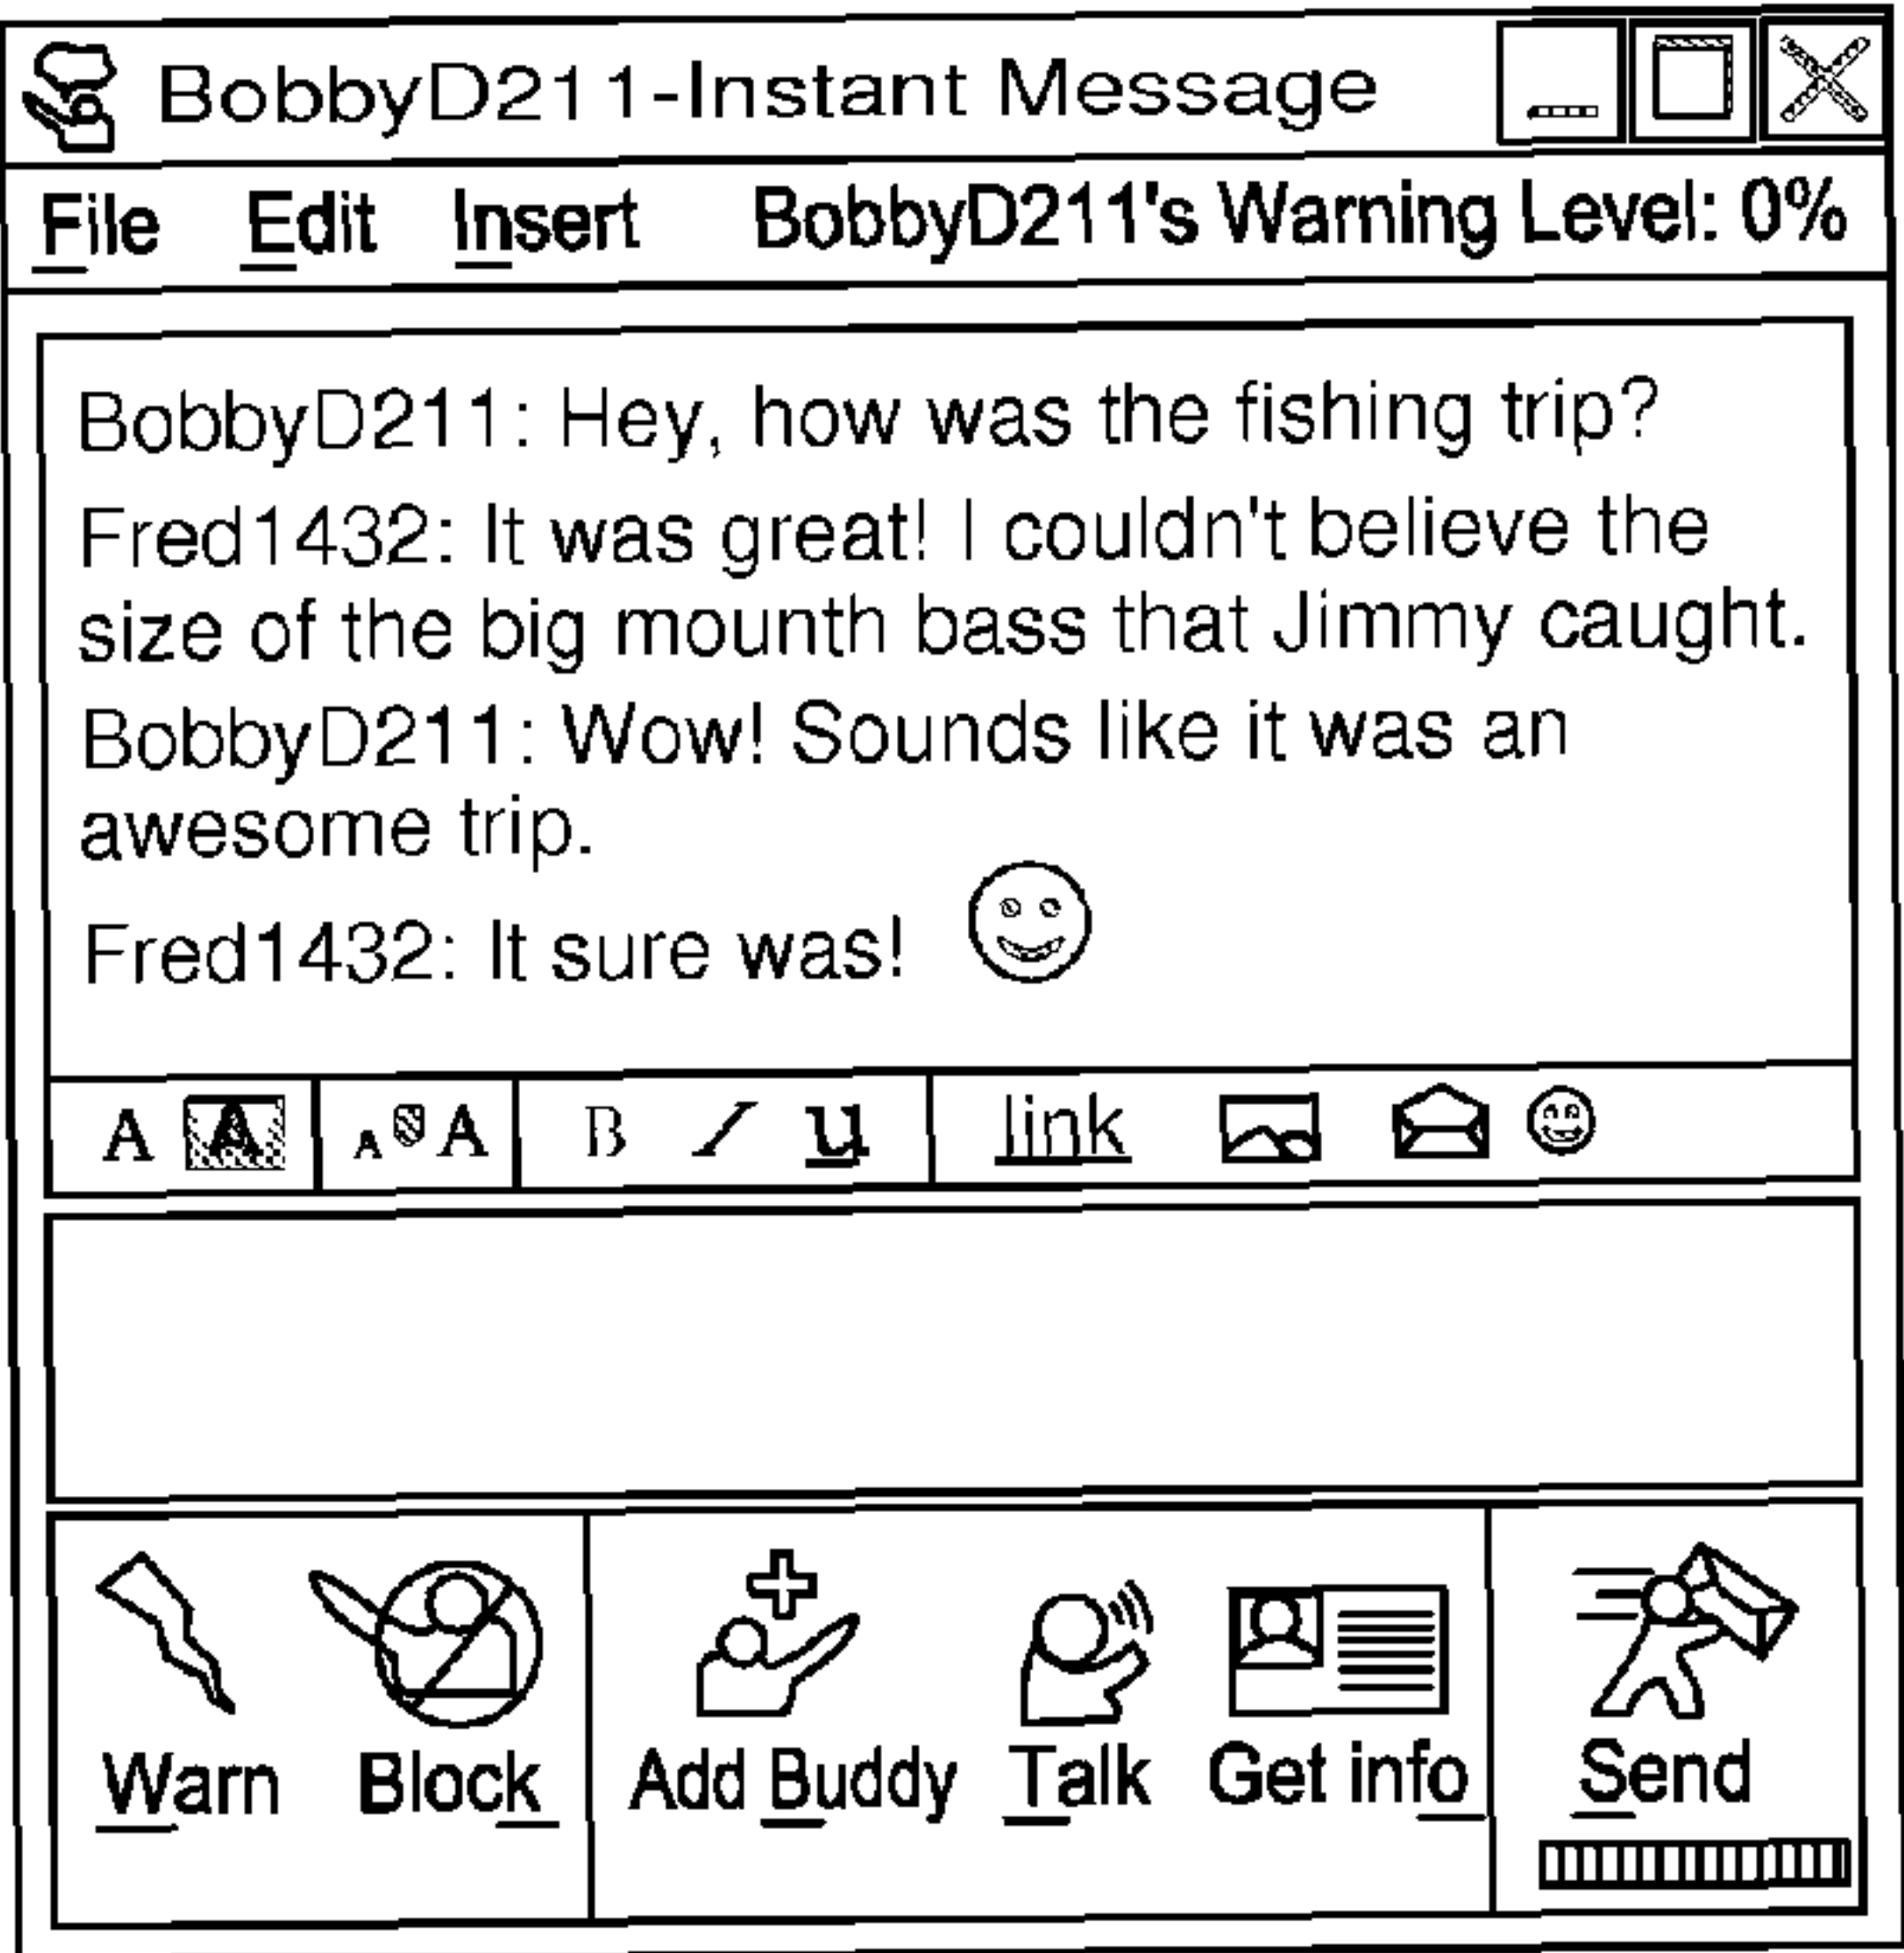 BobbyD211-Instant Message
File Edit Insert BobbyD211's Warning Level: 0%
BobbyD211: Hey, how was the fishing trip?
Fred1432: It was great! I couldn't believe the
size of the big mounth bass that Jimmy caught.
BobbyD211: Wow! Sounds like it was an
awesome trip.
Fred1432: It sure was!
A A A A B I u link
Warn Block Add Buddy Talk Get info Send